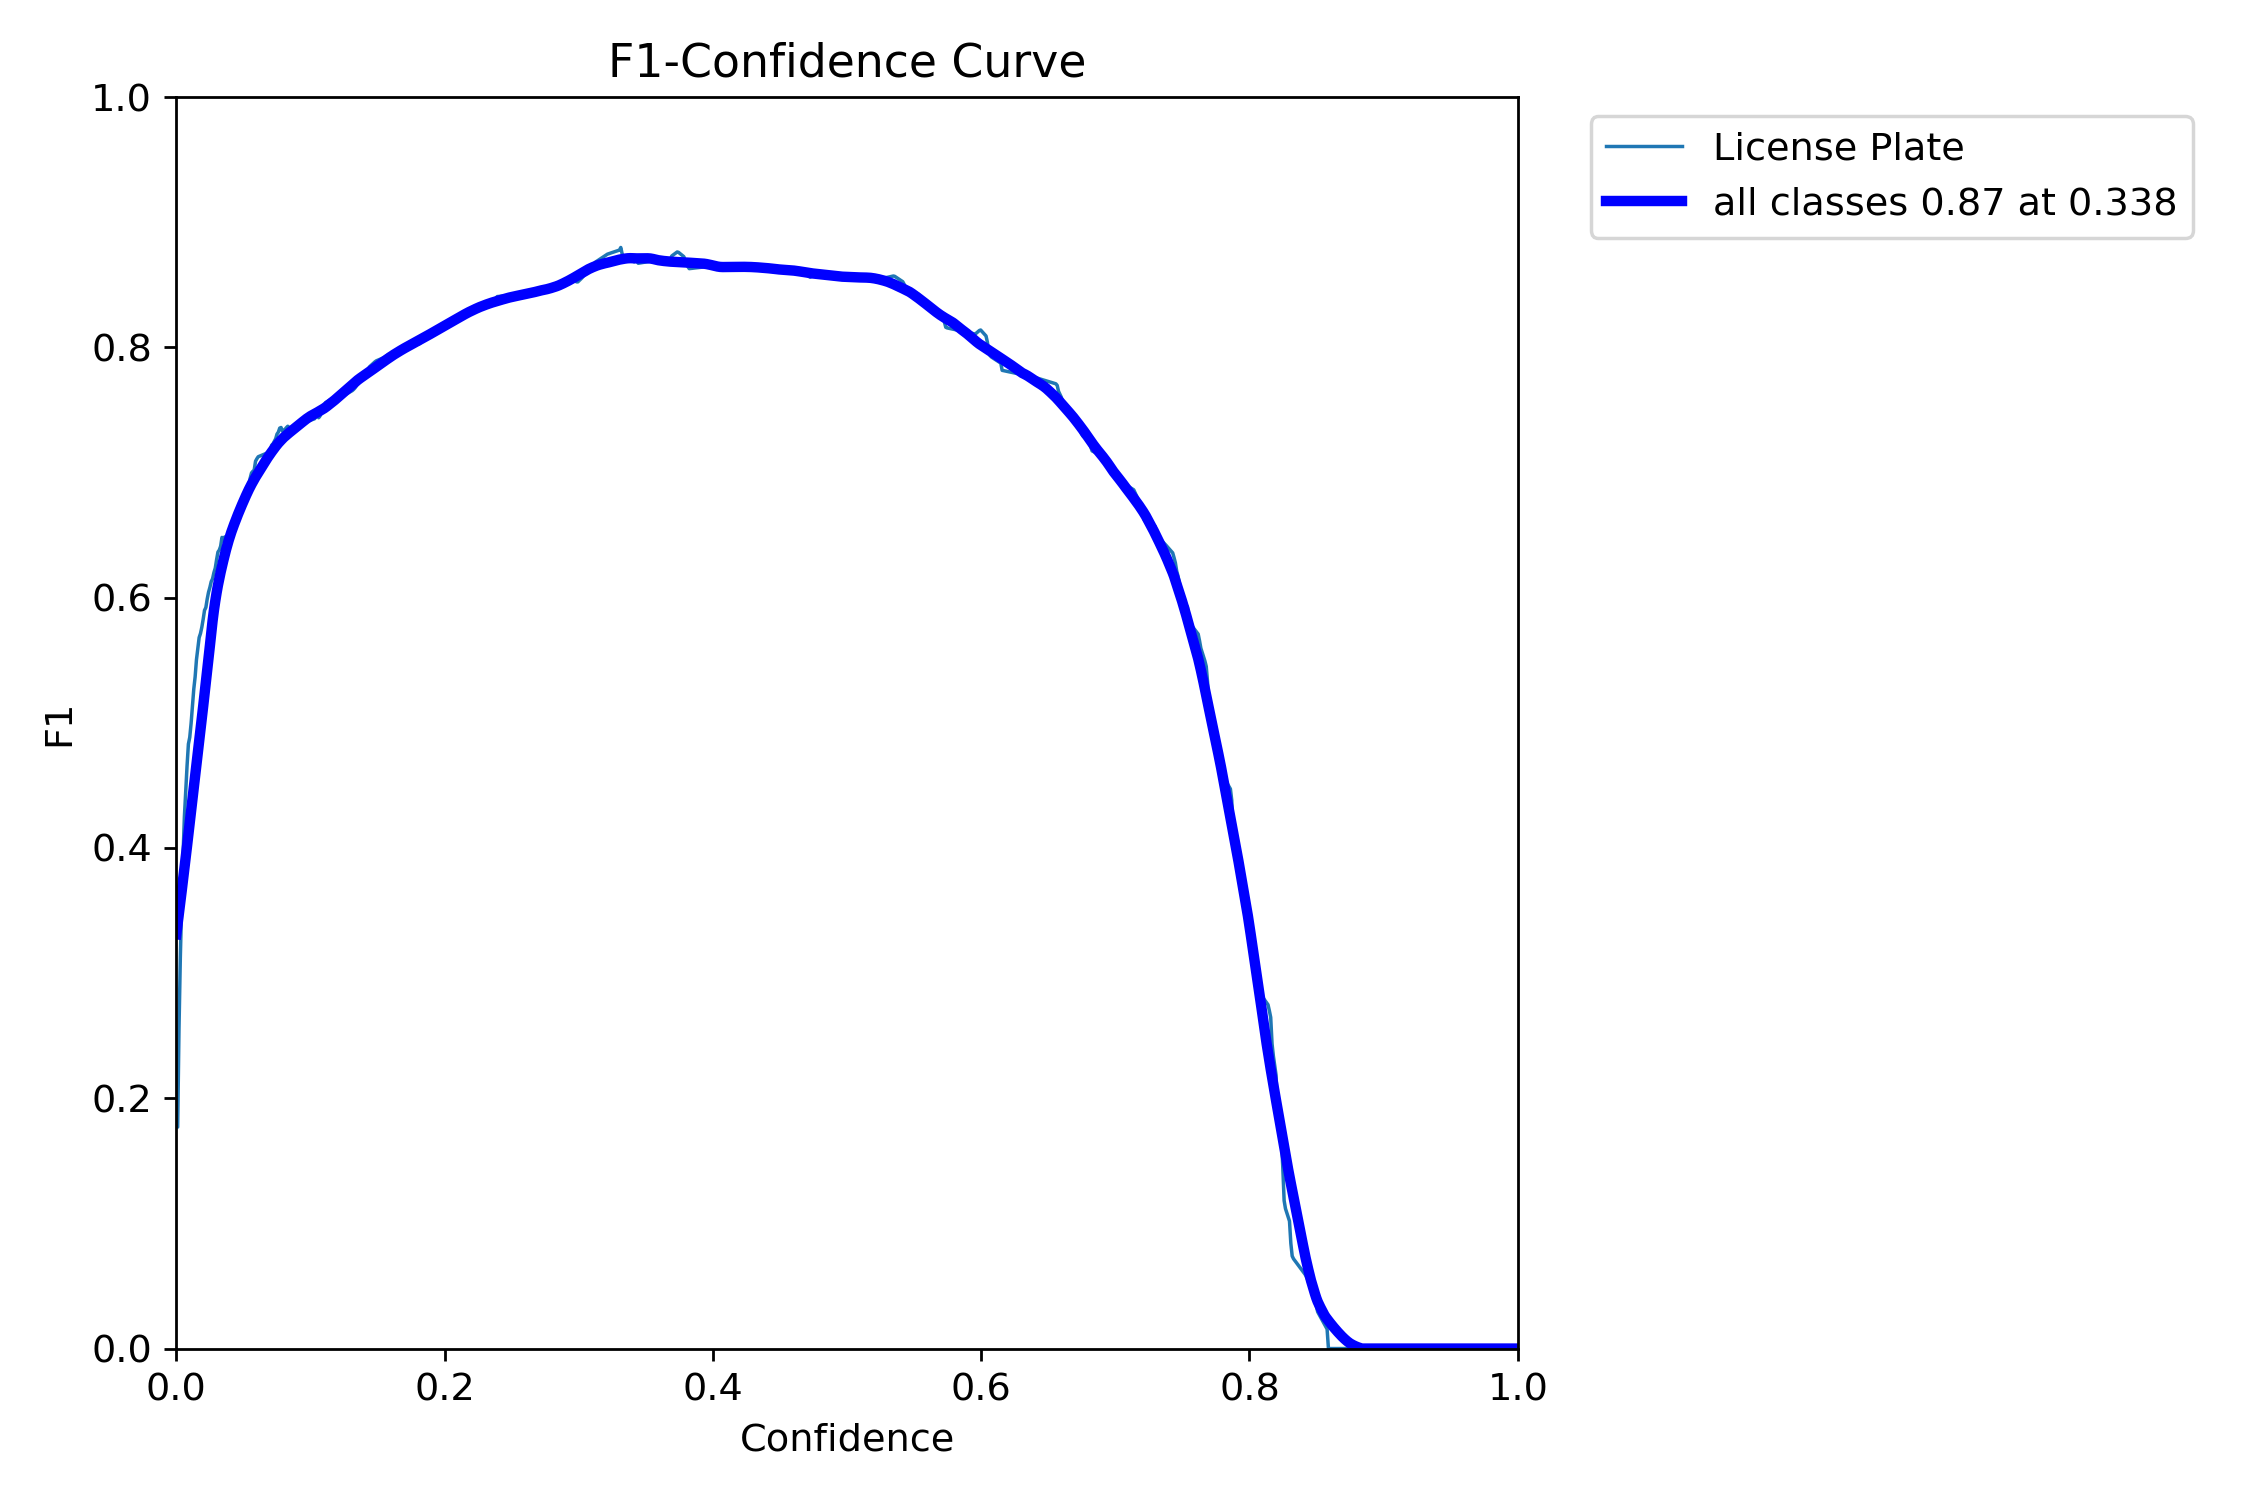 F1-Confidence Curve
1.0
0.8
0.6
0.4
0.2
0.0
F1
0.0 0.2 0.4 0.6 0.8 1.0
Confidence
License Plate
all classes 0.87 at 0.338